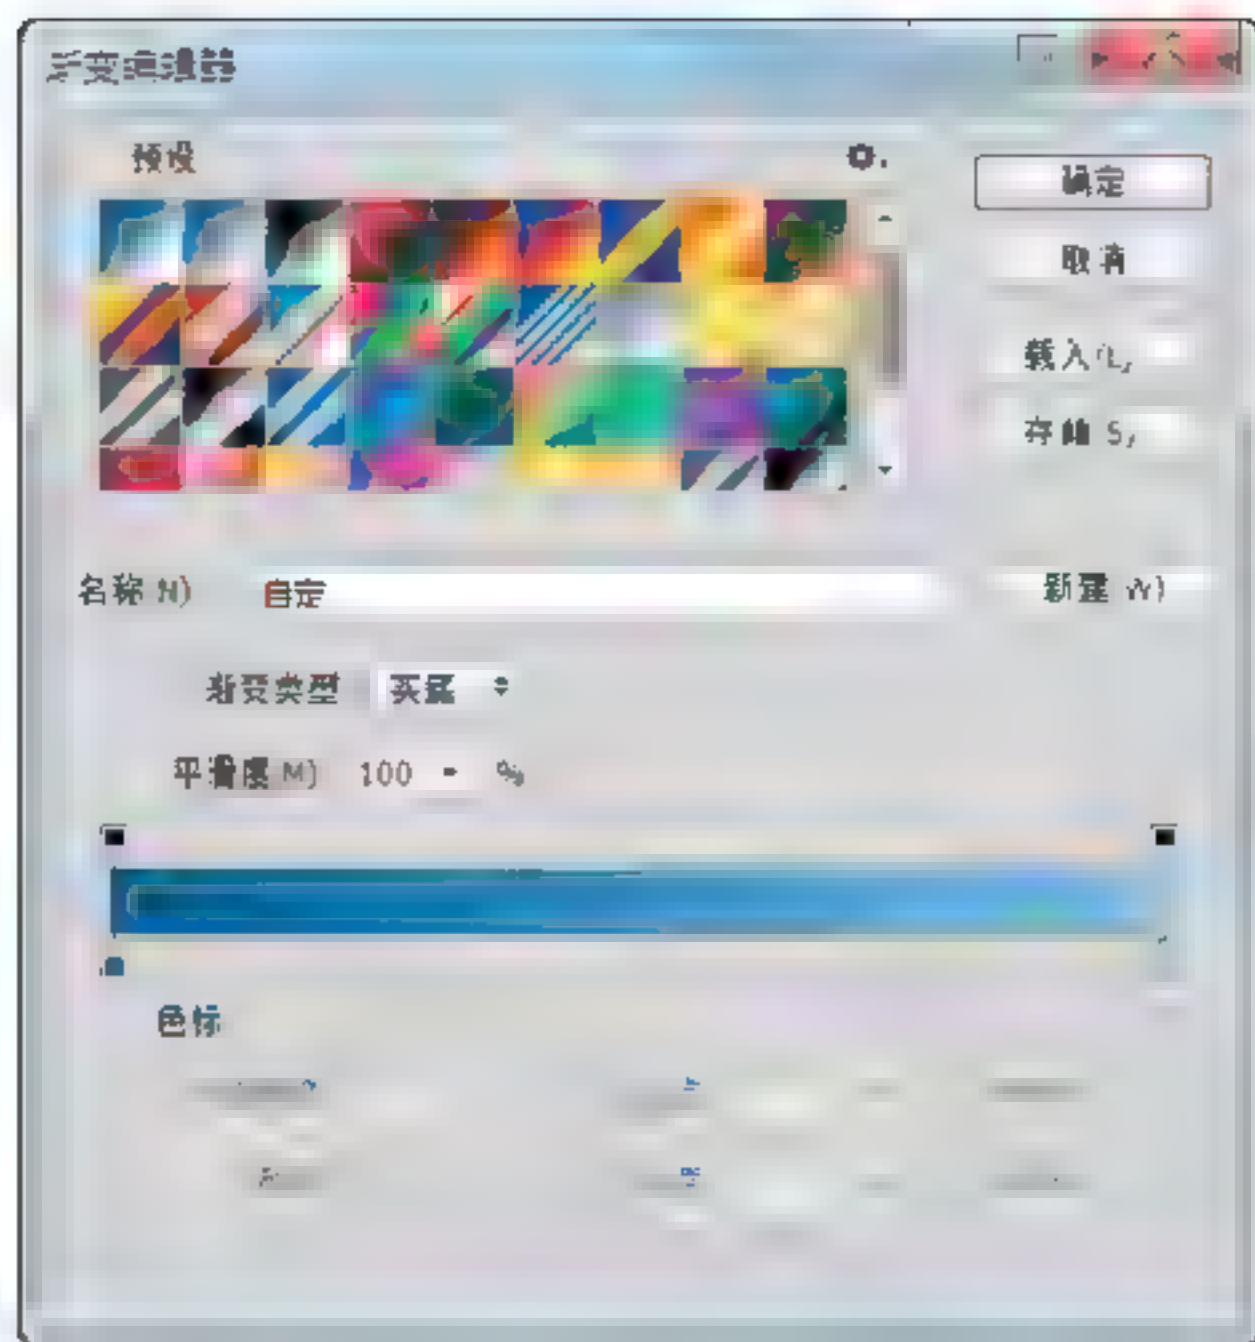 渐变编辑器
预设
确定
取消
载入(L)
存储(S)
名称(N) 自定 新建(W)
渐变类型 实底
平滑度(M) 100 %
色标